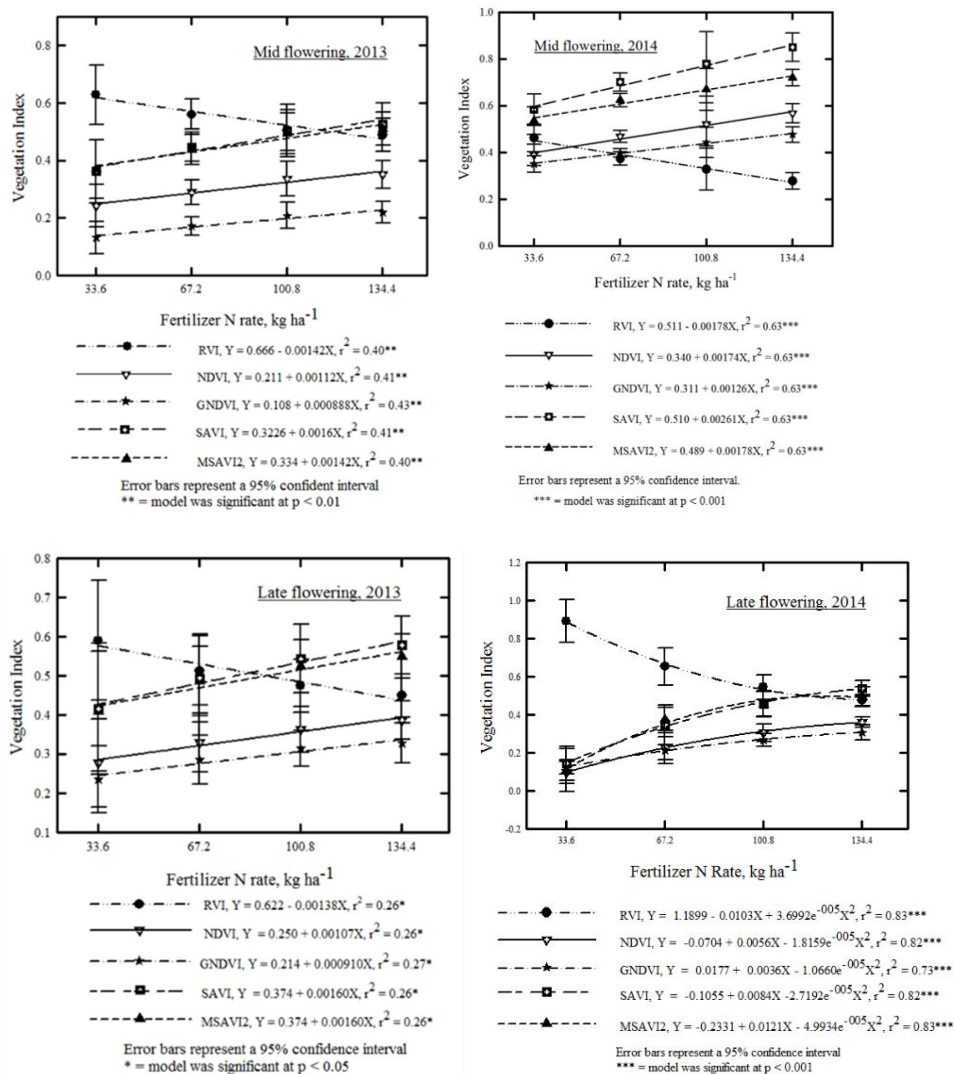 Mid flowering, 2013
0.8
0.6
0.4
0.2
0.0
Vegetation Index
33.6 67.2 100.8 134.4
Fertilizer N rate, kg ha⁻¹
RVI, Y = 0.666 - 0.00142X, r² = 0.40**
NDVI, Y = 0.211 + 0.00112X, r² = 0.41**
GNDVI, Y = 0.108 + 0.000888X, r² = 0.43**
SAVI, Y = 0.3226 + 0.0016X, r² = 0.41**
MSAVI2, Y = 0.334 + 0.00142X, r² = 0.40**
Error bars represent a 95% confident interval
** = model was significant at p < 0.01
Mid flowering, 2014
1.0
0.8
0.6
0.4
0.2
0.0
Vegetation Index
33.6 67.2 100.8 134.4
Fertilizer N rate, kg ha⁻¹
RVI, Y = 0.511 - 0.00178X, r² = 0.63***
NDVI, Y = 0.340 + 0.00174X, r² = 0.63***
GNDVI, Y = 0.311 + 0.00126X, r² = 0.63***
SAVI, Y = 0.510 + 0.00261X, r² = 0.63***
MSAVI2, Y = 0.489 + 0.00178X, r² = 0.63***
Error bars represent a 95% confidence interval.
*** = model was significant at p < 0.001
Late flowering, 2013
0.8
0.7
0.6
0.5
0.4
0.3
0.2
0.1
Vegetation Index
33.6 67.2 100.8 134.4
Fertilizer N rate, kg ha⁻¹
RVI, Y = 0.622 - 0.00138X, r² = 0.26*
NDVI, Y = 0.250 + 0.00107X, r² = 0.26*
GNDVI, Y = 0.214 + 0.000910X, r² = 0.27*
SAVI, Y = 0.374 + 0.00160X, r² = 0.26*
MSAVI2, Y = 0.374 + 0.00160X, r² = 0.26*
Error bars represent a 95% confidence interval
* = model was significant at p < 0.05
Late flowering, 2014
1.2
1.0
0.8
0.6
0.4
0.2
0.0
-0.2
Vegetation Index
33.6 67.2 100.8 134.4
Fertilizer N Rate, kg ha⁻¹
RVI, Y = 1.1899 - 0.0103X + 3.6992e⁻⁰⁰⁵X², r² = 0.83***
NDVI, Y = -0.0704 + 0.0056X - 1.8159e⁻⁰⁰⁵X², r² = 0.82***
GNDVI, Y = 0.0177 + 0.0036X - 1.0660e⁻⁰⁰⁵X², r² = 0.73***
SAVI, Y = -0.1055 + 0.0084X -2.7192e⁻⁰⁰⁵X², r² = 0.82***
MSAVI2, Y = -0.2331 + 0.0121X - 4.9934e⁻⁰⁰⁵X², r² = 0.83***
Error bars represent a 95% confidence interval
*** = model was significant at p < 0.001